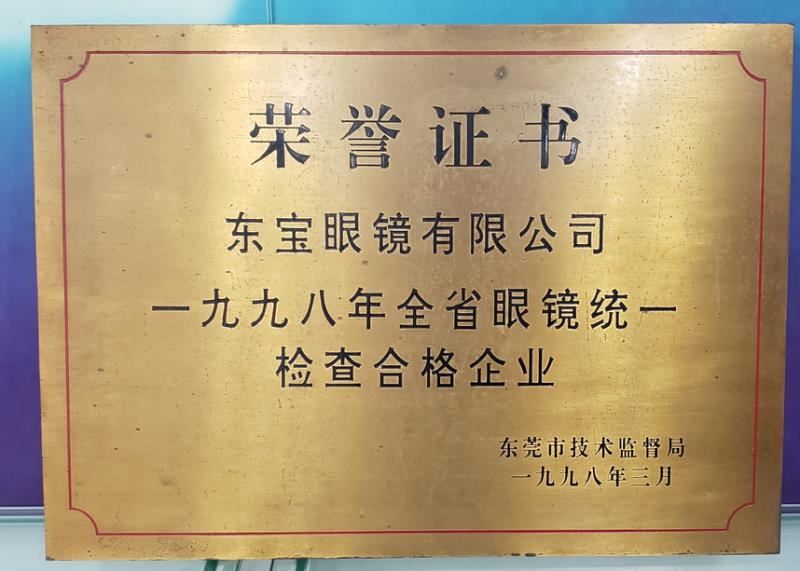 荣誉证书
东宝眼镜有限公司
一九九八年全省眼镜统一
检查合格企业
东莞市技术监督局
一九九八年三月